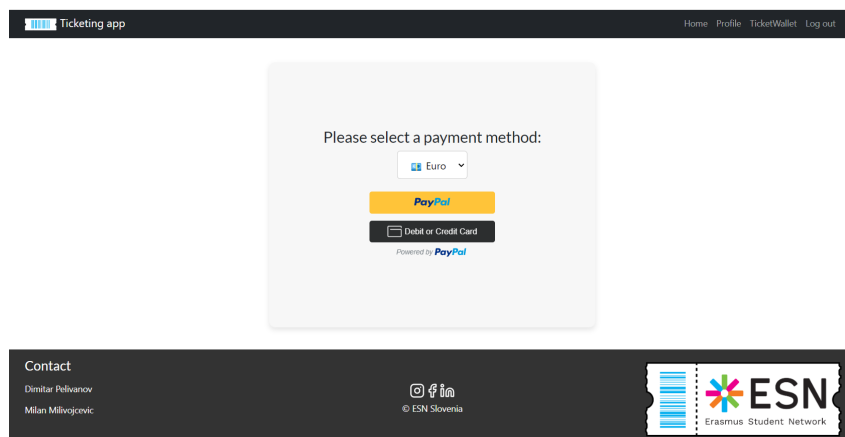 Ticketing app
Home Profile TicketWallet Log out
Please select a payment method:
Euro
PayPal
Debit or Credit Card
Powered by PayPal
Contact
Dimitar Pelivanov
Milan Milivojcevic
© ESN Slovenia
ESN
Erasmus Student Network